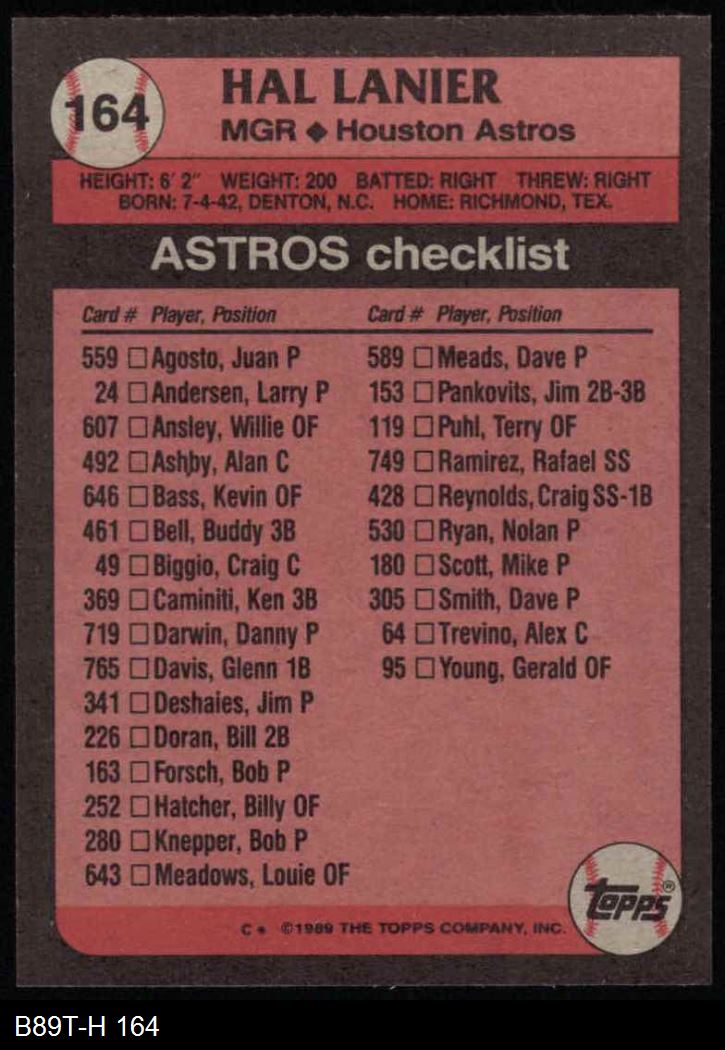 164
HAL LANIER
MGR ◆ Houston Astros
HEIGHT: 6' 2" WEIGHT: 200 BATTED: RIGHT THREW: RIGHT
BORN: 7-4-42, DENTON, N.C. HOME: RICHMOND, TEX.
ASTROS checklist
Card # Player, Position
559 □ Agosto, Juan P
24 □ Andersen, Larry P
607 □ Ansley, Willie OF
492 □ Ashby, Alan C
646 □ Bass, Kevin OF
461 □ Bell, Buddy 3B
49 □ Biggio, Craig C
369 □ Caminiti, Ken 3B
719 □ Darwin, Danny P
765 □ Davis, Glenn 1B
341 □ Deshaies, Jim P
226 □ Doran, Bill 2B
163 □ Forsch, Bob P
252 □ Hatcher, Billy OF
280 □ Knepper, Bob P
643 □ Meadows, Louie OF
Card # Player, Position
589 □ Meads, Dave P
153 □ Pankovits, Jim 2B-3B
119 □ Puhl, Terry OF
749 □ Ramirez, Rafael SS
428 □ Reynolds, Craig SS-1B
530 □ Ryan, Nolan P
180 □ Scott, Mike P
305 □ Smith, Dave P
64 □ Trevino, Alex C
95 □ Young, Gerald OF
TOPPS®
C* ©1989 THE TOPPS COMPANY, INC.
B89T-H 164